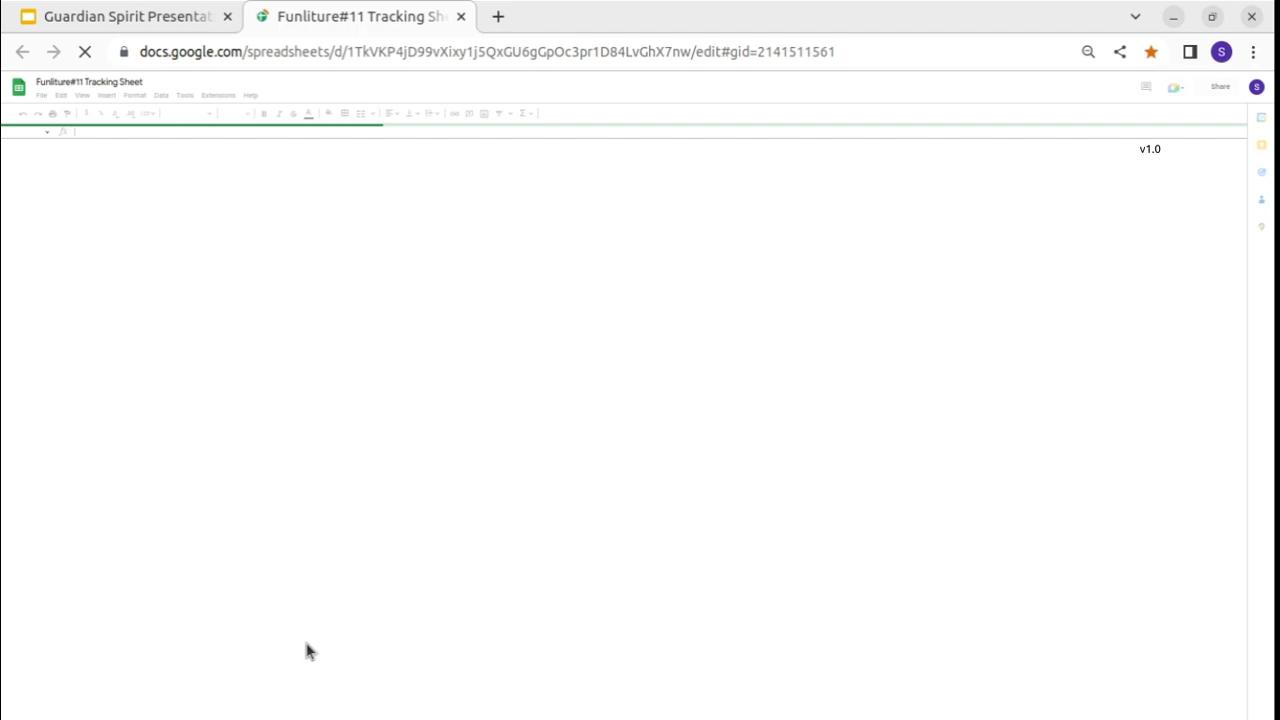 Guardian Spirit Presentat
Funliture#11 Tracking Sh
docs.google.com/spreadsheets/d/1TkVKP4jD99vXixy1j5QxGU6gGpOc3pr1D84LvGhX7nw/edit#gid=2141511561
S
Funliture#11 Tracking Sheet
File Edit View Insert Format Data Tools Extensions Help
Share
S
v1.0